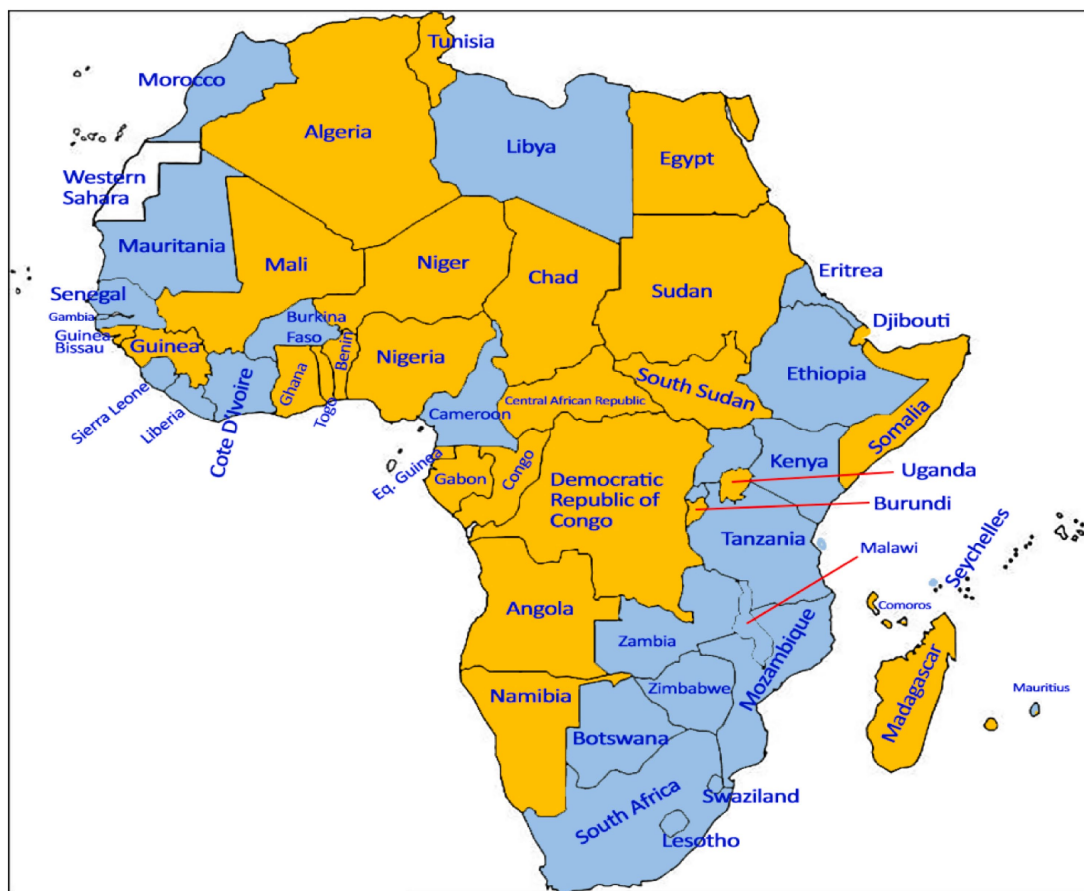 Tunisia
Morocco
Algeria
Libya
Egypt
Western
Sahara
Mauritania
Mali
Niger
Chad
Sudan
Eritrea
Senegal
Gambia
Guinea
Bissau
Guinea
Burkina
Faso
Benin
Nigeria
Djibouti
Ghana
Togo
South Sudan
Ethiopia
Sierra Leone
Liberia
Cote D'Ivoire
Cameroon
Central African Republic
Somalia
Eq. Guinea
Gabon
Congo
Democratic
Republic of
Congo
Kenya
Uganda
Burundi
Tanzania
Malawi
Seychelles
Angola
Comoros
Zambia
Mozambique
Madagascar
Namibia
Zimbabwe
Mauritius
Botswana
South Africa
Swaziland
Lesotho